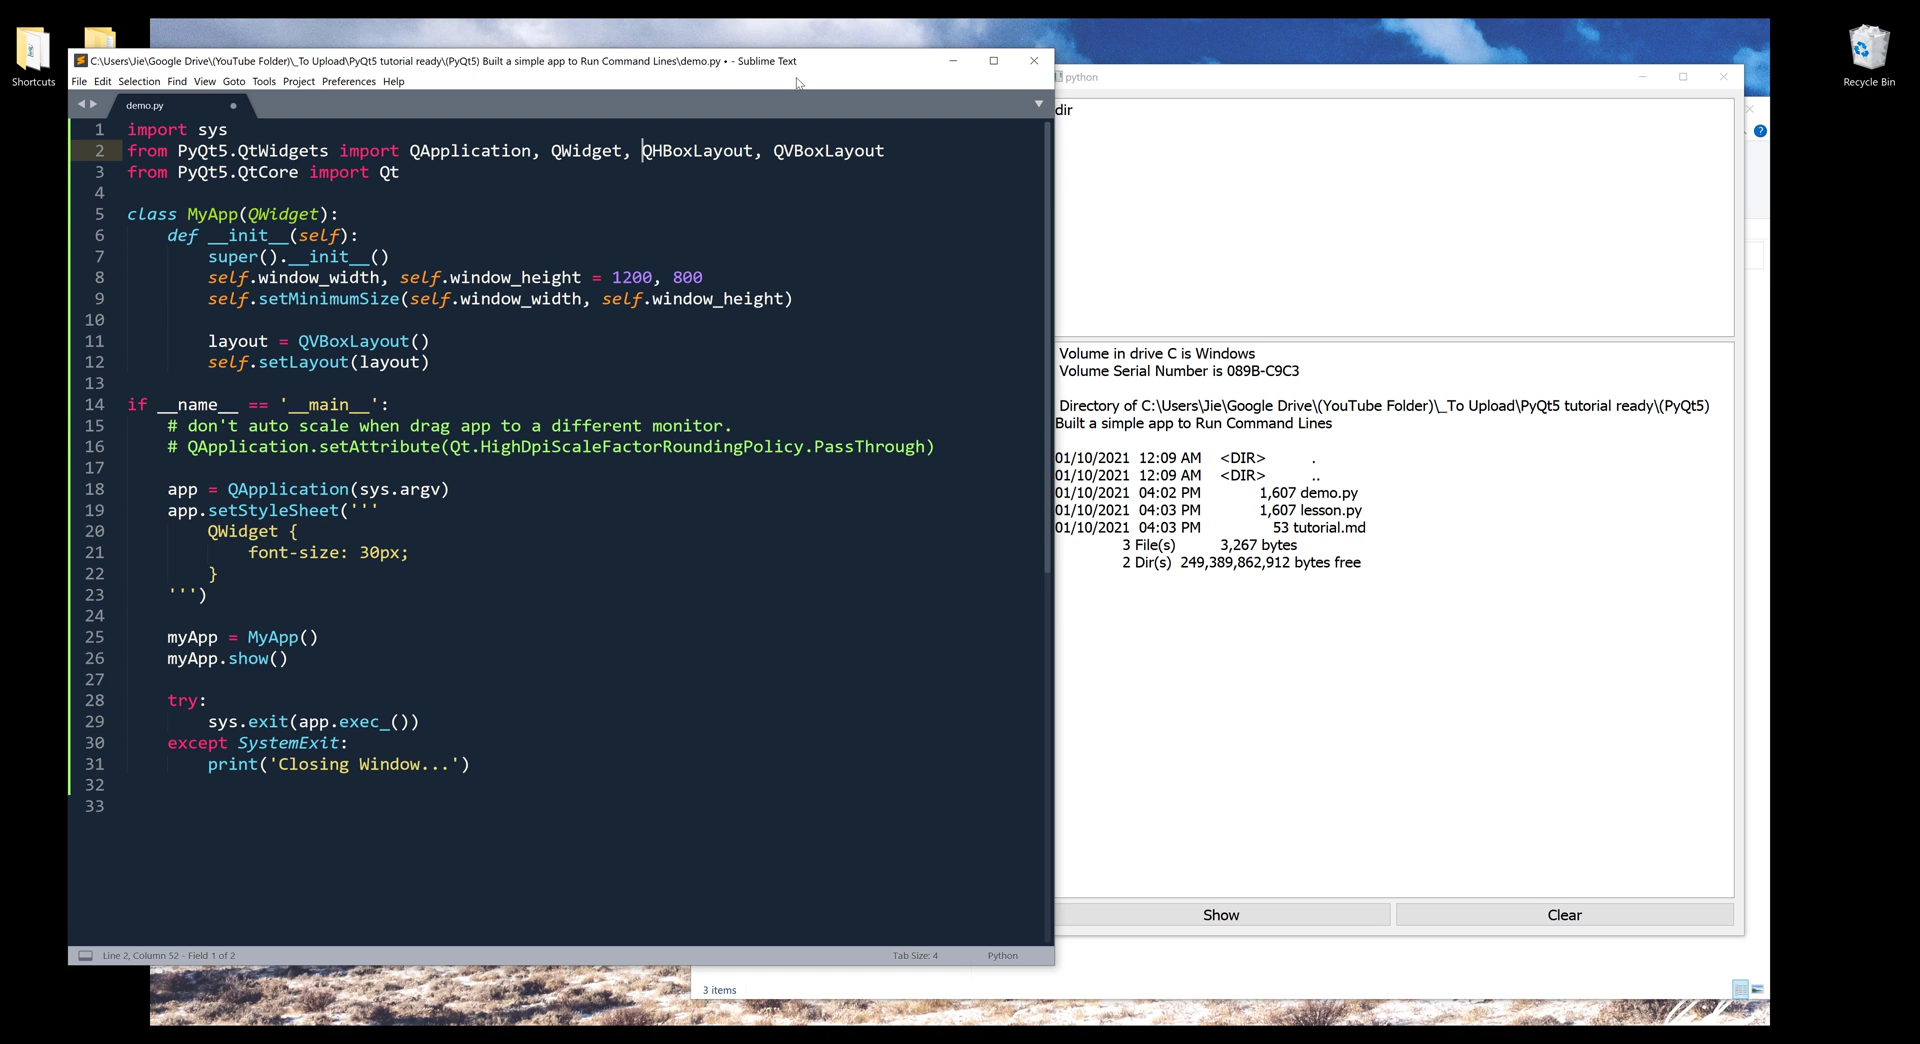 Shortcuts
Recycle Bin
C:\Users\Jie\Google Drive\(YouTube Folder)\_To Upload\PyQt5 tutorial ready\(PyQt5) Built a simple app to Run Command Lines\demo.py • - Sublime Text
File Edit Selection Find View Goto Tools Project Preferences Help
demo.py
1 import sys
2 from PyQt5.QtWidgets import QApplication, QWidget, QHBoxLayout, QVBoxLayout
3 from PyQt5.QtCore import Qt
4
5 class MyApp(QWidget):
6     def __init__(self):
7         super().__init__()
8         self.window_width, self.window_height = 1200, 800
9         self.setMinimumSize(self.window_width, self.window_height)
10
11         layout = QVBoxLayout()
12         self.setLayout(layout)
13
14 if __name__ == '__main__':
15     # don't auto scale when drag app to a different monitor.
16     # QApplication.setAttribute(Qt.HighDpiScaleFactorRoundingPolicy.PassThrough)
17
18     app = QApplication(sys.argv)
19     app.setStyleSheet('''
20         QWidget {
21             font-size: 30px;
22         }
23     ''')
24
25     myApp = MyApp()
26     myApp.show()
27
28     try:
29         sys.exit(app.exec_())
30     except SystemExit:
31         print('Closing Window...')
32
33
Line 2, Column 52 - Field 1 of 2
Tab Size: 4
Python
python
dir
Volume in drive C is Windows
Volume Serial Number is 089B-C9C3
Directory of C:\Users\Jie\Google Drive\(YouTube Folder)\_To Upload\PyQt5 tutorial ready\(PyQt5)
Built a simple app to Run Command Lines
01/10/2021 12:09 AM <DIR> .
01/10/2021 12:09 AM <DIR> ..
01/10/2021 04:02 PM 1,607 demo.py
01/10/2021 04:03 PM 1,607 lesson.py
01/10/2021 04:03 PM 53 tutorial.md
3 File(s) 3,267 bytes
2 Dir(s) 249,389,862,912 bytes free
Show
Clear
3 items